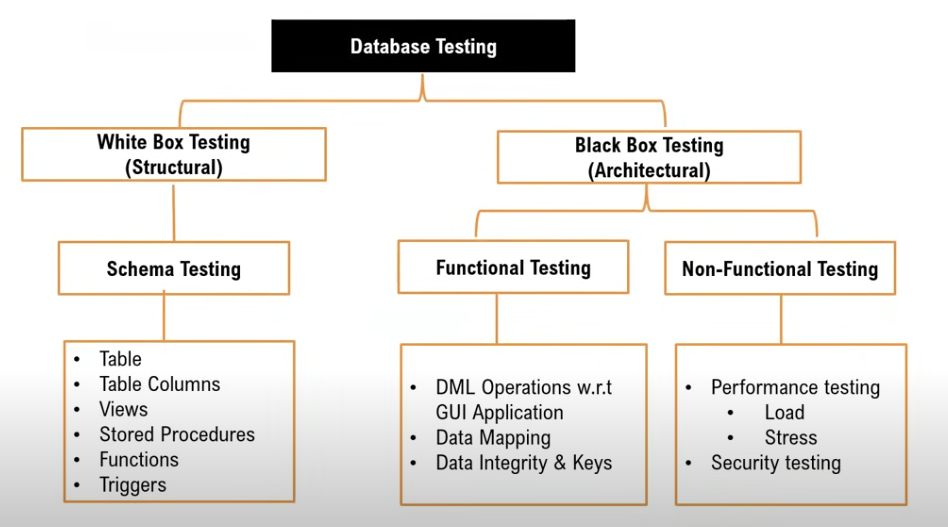 Database Testing
White Box Testing
(Structural)
Black Box Testing
(Architectural)
Schema Testing
Functional Testing
Non-Functional Testing
• Table
• Table Columns
• Views
• Stored Procedures
• Functions
• Triggers
• DML Operations w.r.t
GUI Application
• Data Mapping
• Data Integrity & Keys
• Performance testing
• Load
• Stress
• Security testing